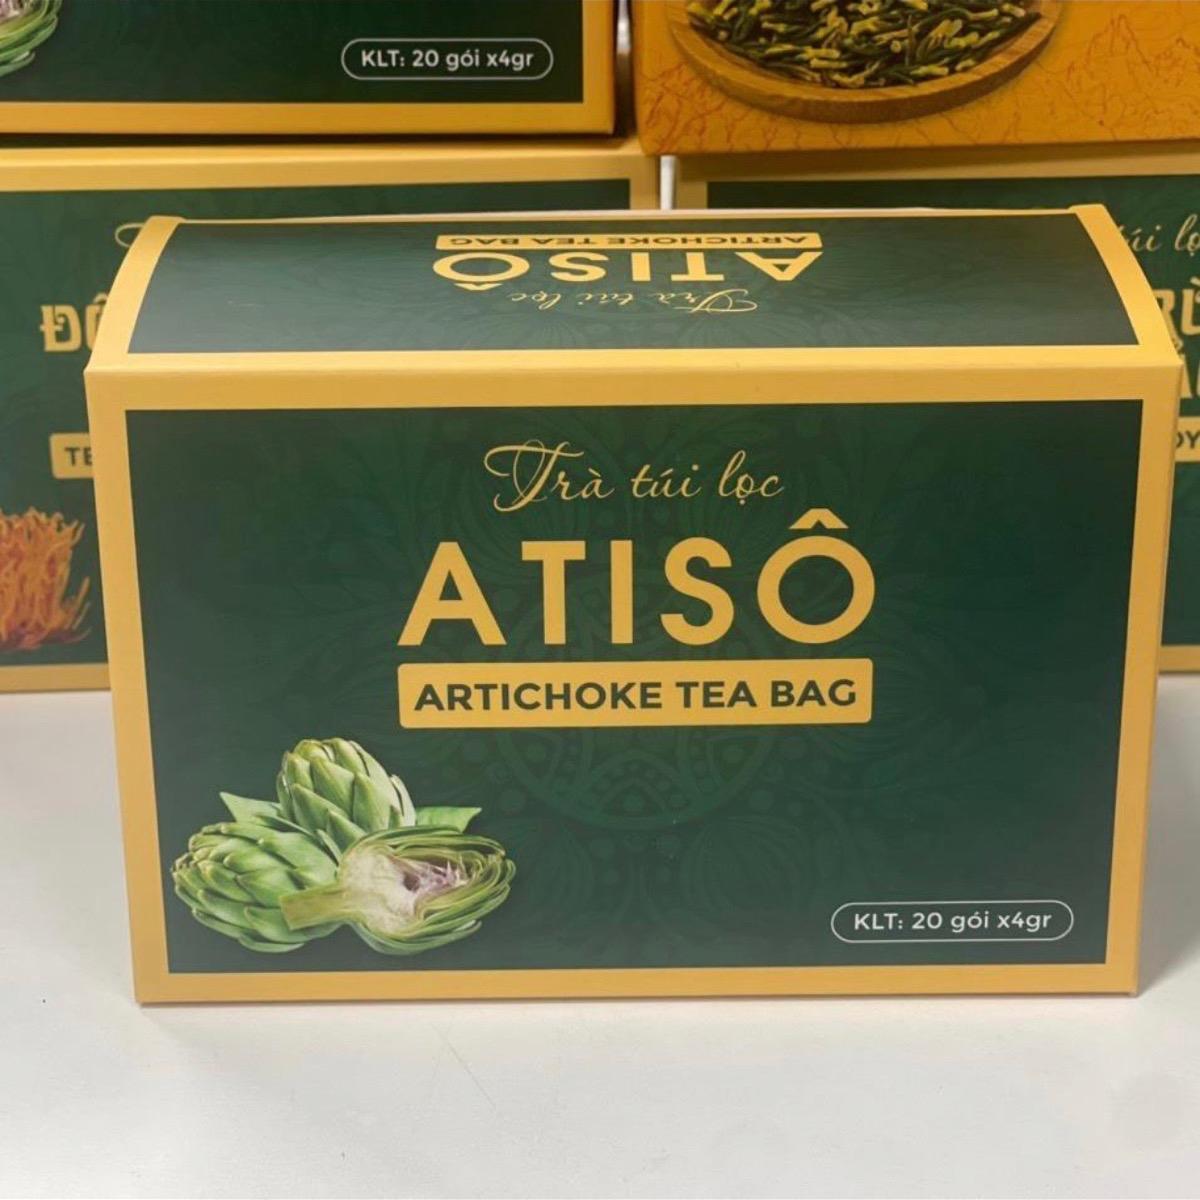 KLT: 20 gói x4gr
ARTICHOKE TEA BAG
ATISÔ
Trà túi lọc
Trà túi lọc
ATISÔ
ARTICHOKE TEA BAG
KLT: 20 gói x4gr